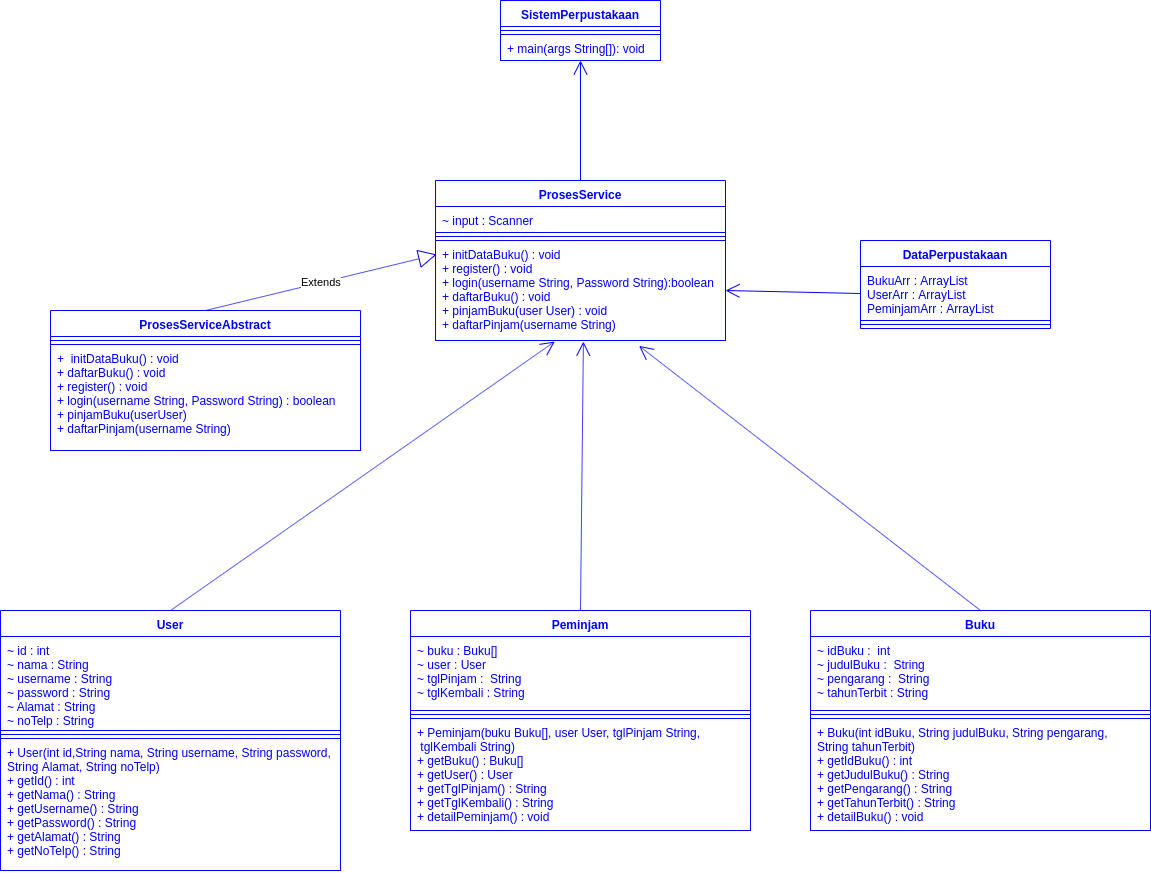 SistemPerpustakaan
+ main(args String[]): void
ProsesService
~ input : Scanner
+ initDataBuku() : void
+ register() : void
+ login(username String, Password String):boolean
+ daftarBuku() : void
+ pinjamBuku(user User) : void
+ daftarPinjam(username String)
DataPerpustakaan
BukuArr : ArrayList
UserArr : ArrayList
PeminjamArr : ArrayList
Extends
ProsesServiceAbstract
+  initDataBuku() : void
+ daftarBuku() : void
+ register() : void
+ login(username String, Password String) : boolean
+ pinjamBuku(userUser)
+ daftarPinjam(username String)
User
~ id : int
~ nama : String
~ username : String
~ password : String
~ Alamat : String
~ noTelp : String
+ User(int id,String nama, String username, String password,
String Alamat, String noTelp)
+ getId() : int
+ getNama() : String
+ getUsername() : String
+ getPassword() : String
+ getAlamat() : String
+ getNoTelp() : String
Peminjam
~ buku : Buku[]
~ user : User
~ tglPinjam :  String
~ tglKembali : String
+ Peminjam(buku Buku[], user User, tglPinjam String,
tglKembali String)
+ getBuku() : Buku[]
+ getUser() : User
+ getTglPinjam() : String
+ getTglKembali() : String
+ detailPeminjam() : void
Buku
~ idBuku :  int
~ judulBuku :  String
~ pengarang :  String
~ tahunTerbit : String
+ Buku(int idBuku, String judulBuku, String pengarang,
String tahunTerbit)
+ getIdBuku() : int
+ getJudulBuku() : String
+ getPengarang() : String
+ getTahunTerbit() : String
+ detailBuku() : void